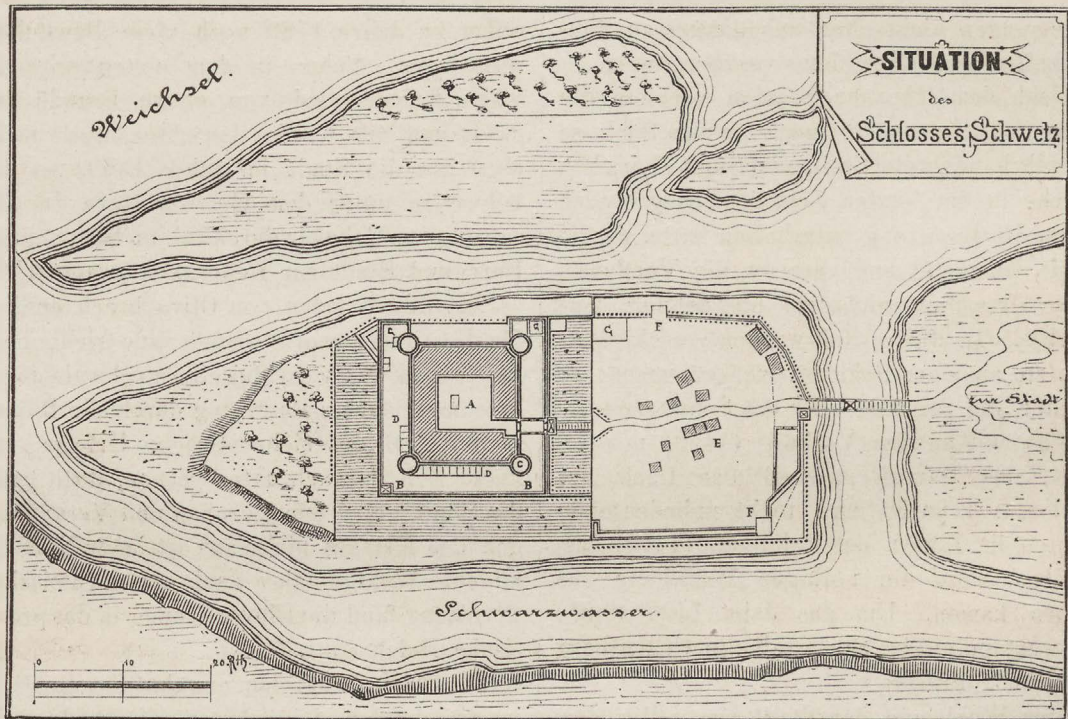 Weichsel.
SITUATION
des
Schlosses Schwetz
zur Stadt
G
G
F
A
D
E
C
D
B
B
F
Schwarzwasser.
0 10 20 Rth.